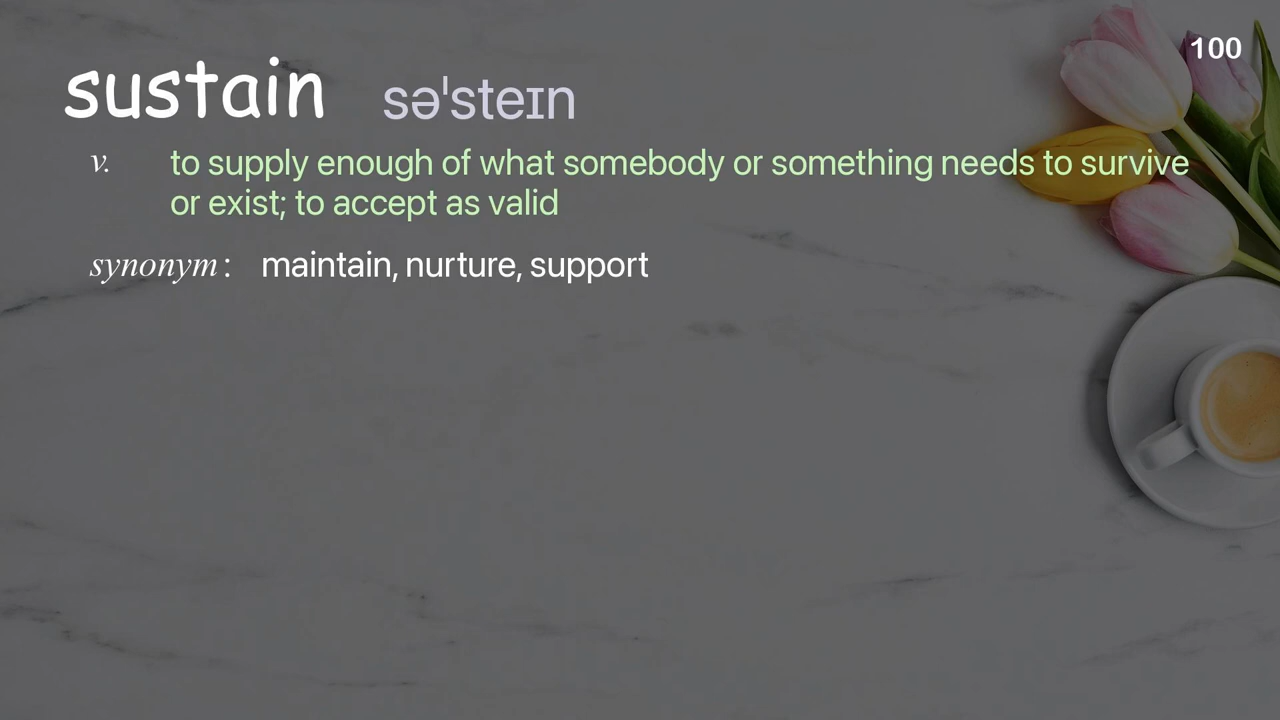 100
sustain səˈsteɪn
v. to supply enough of what somebody or something needs to survive
or exist; to accept as valid
synonym : maintain, nurture, support